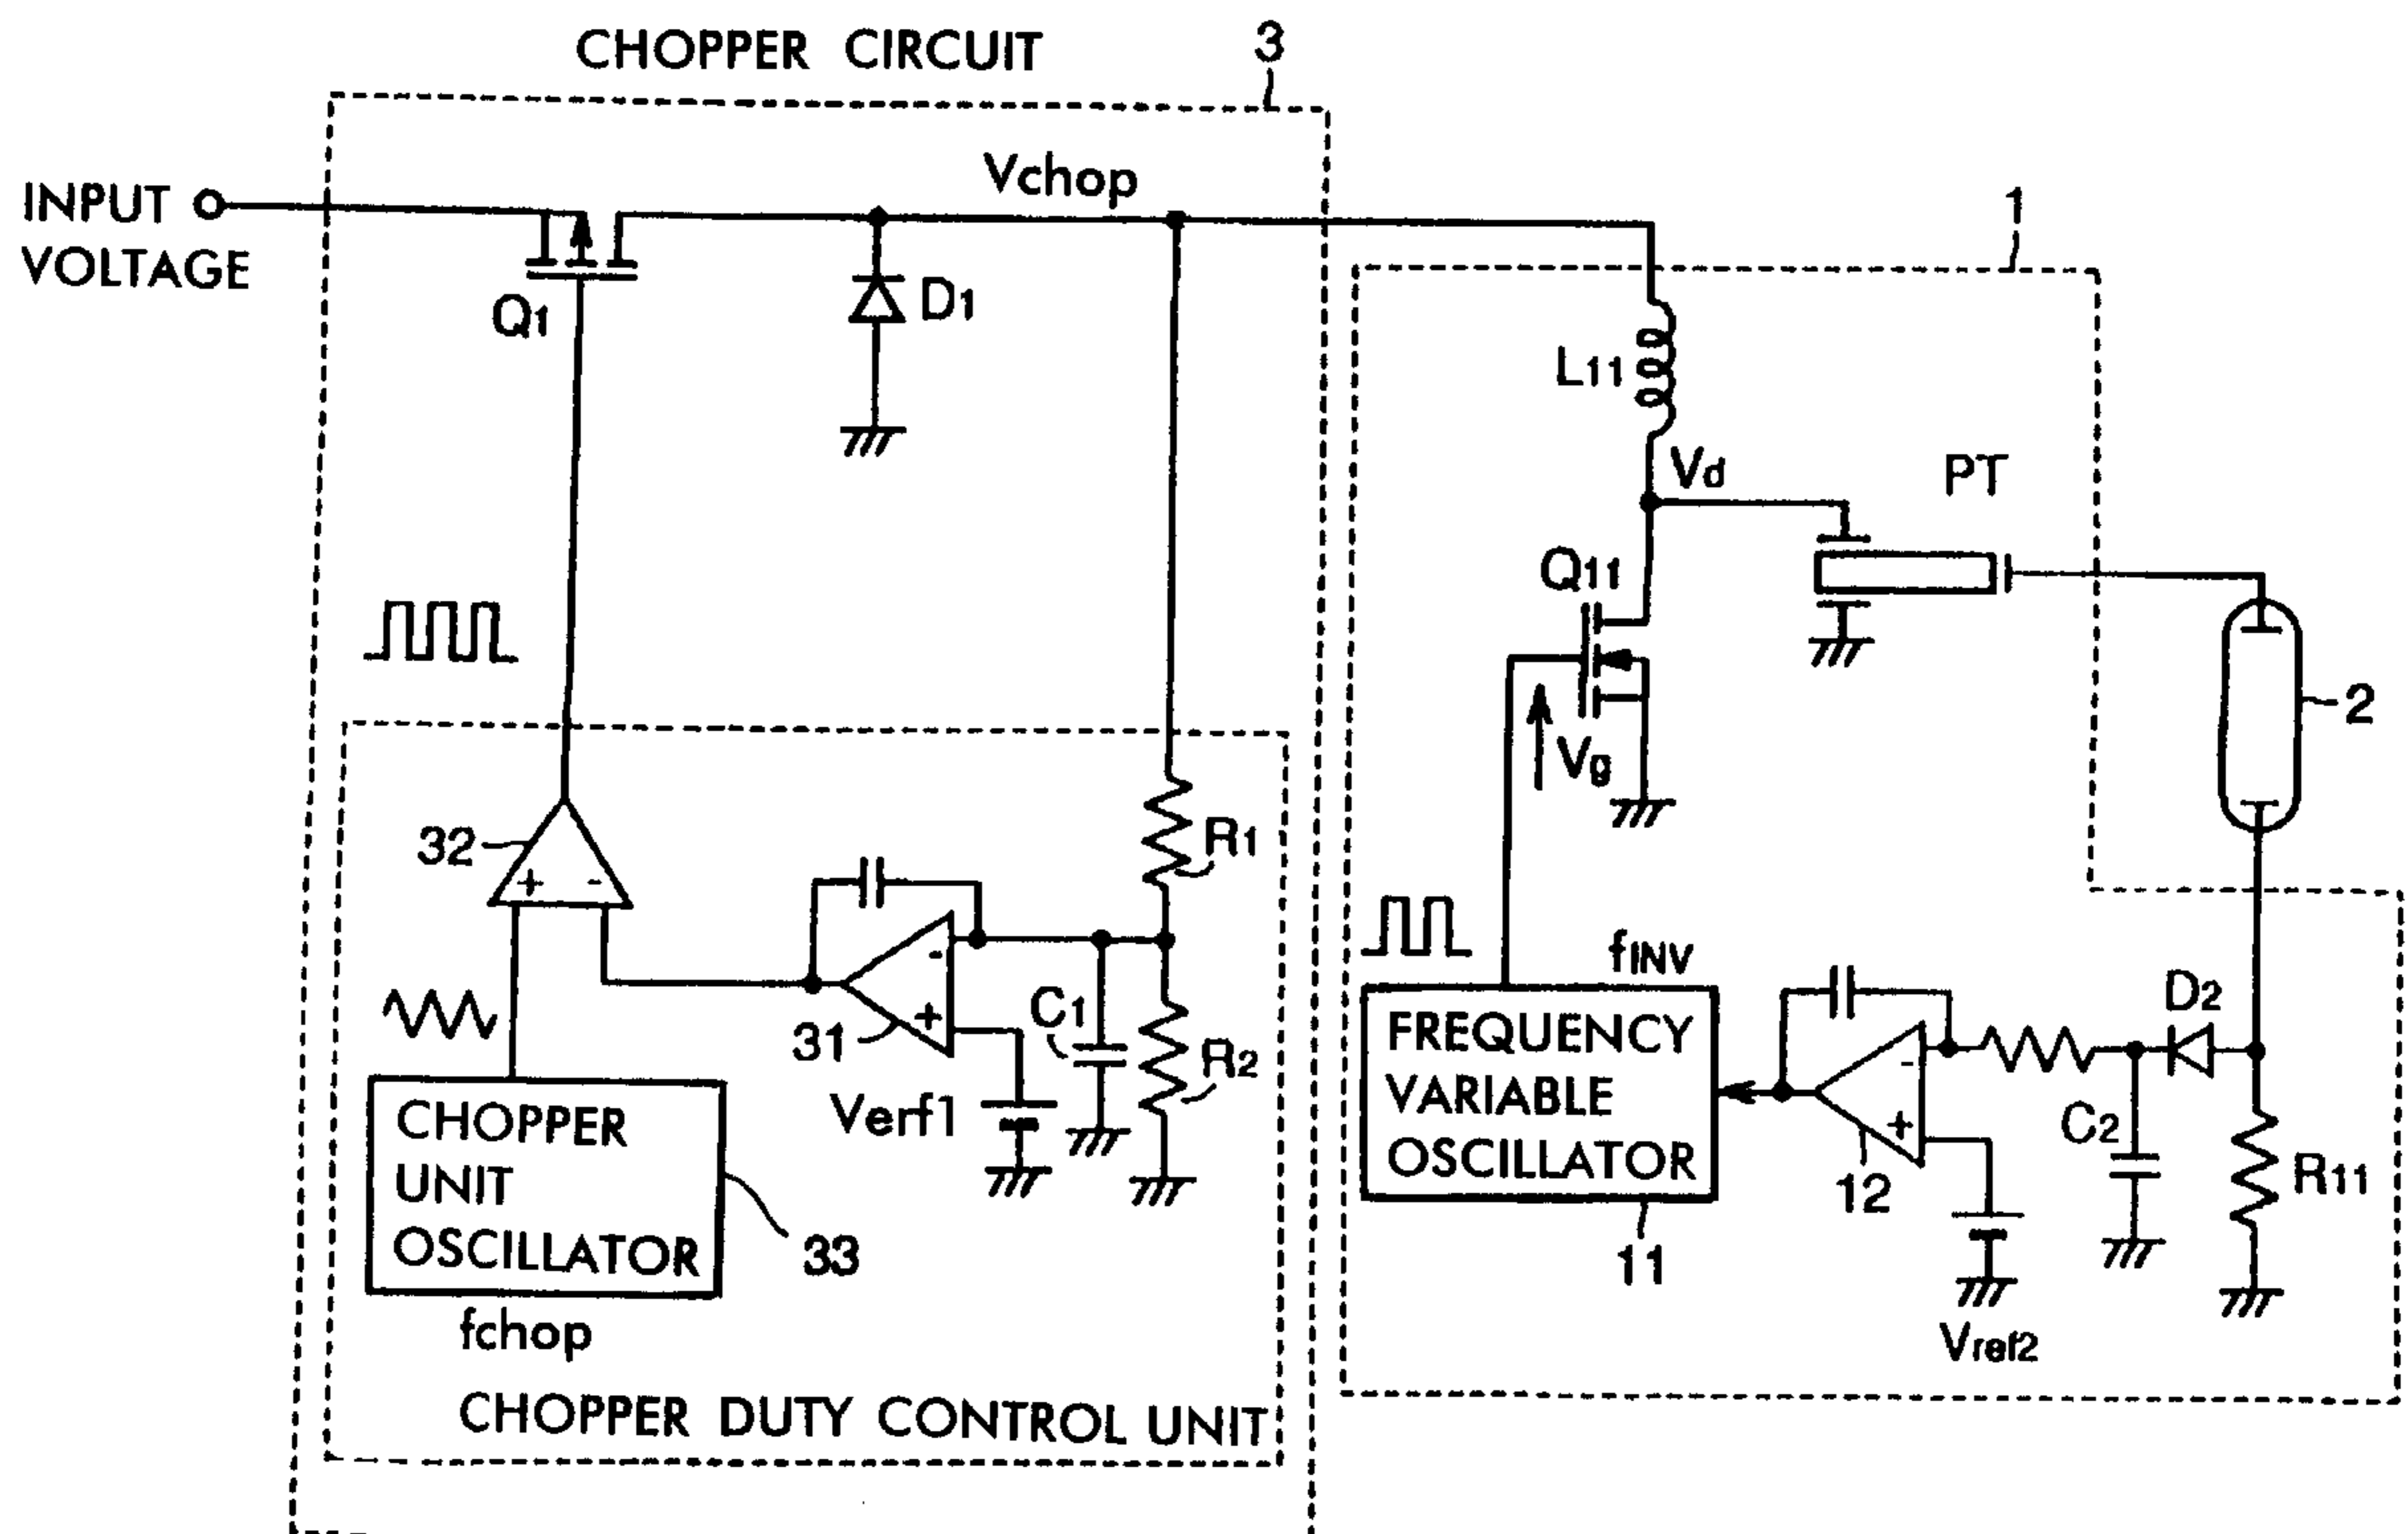 CHOPPER CIRCUIT
3
INPUT
VOLTAGE
Vchop
1
Q1
D1
L11
Vd
PT
Q11
Vg
2
32
+ -
R1
-
+
31
C1
R2
Verf1
CHOPPER
UNIT
OSCILLATOR
33
fchop
CHOPPER DUTY CONTROL UNIT
fINV
FREQUENCY
VARIABLE
OSCILLATOR
11
-
+
12
D2
C2
R11
Vref2